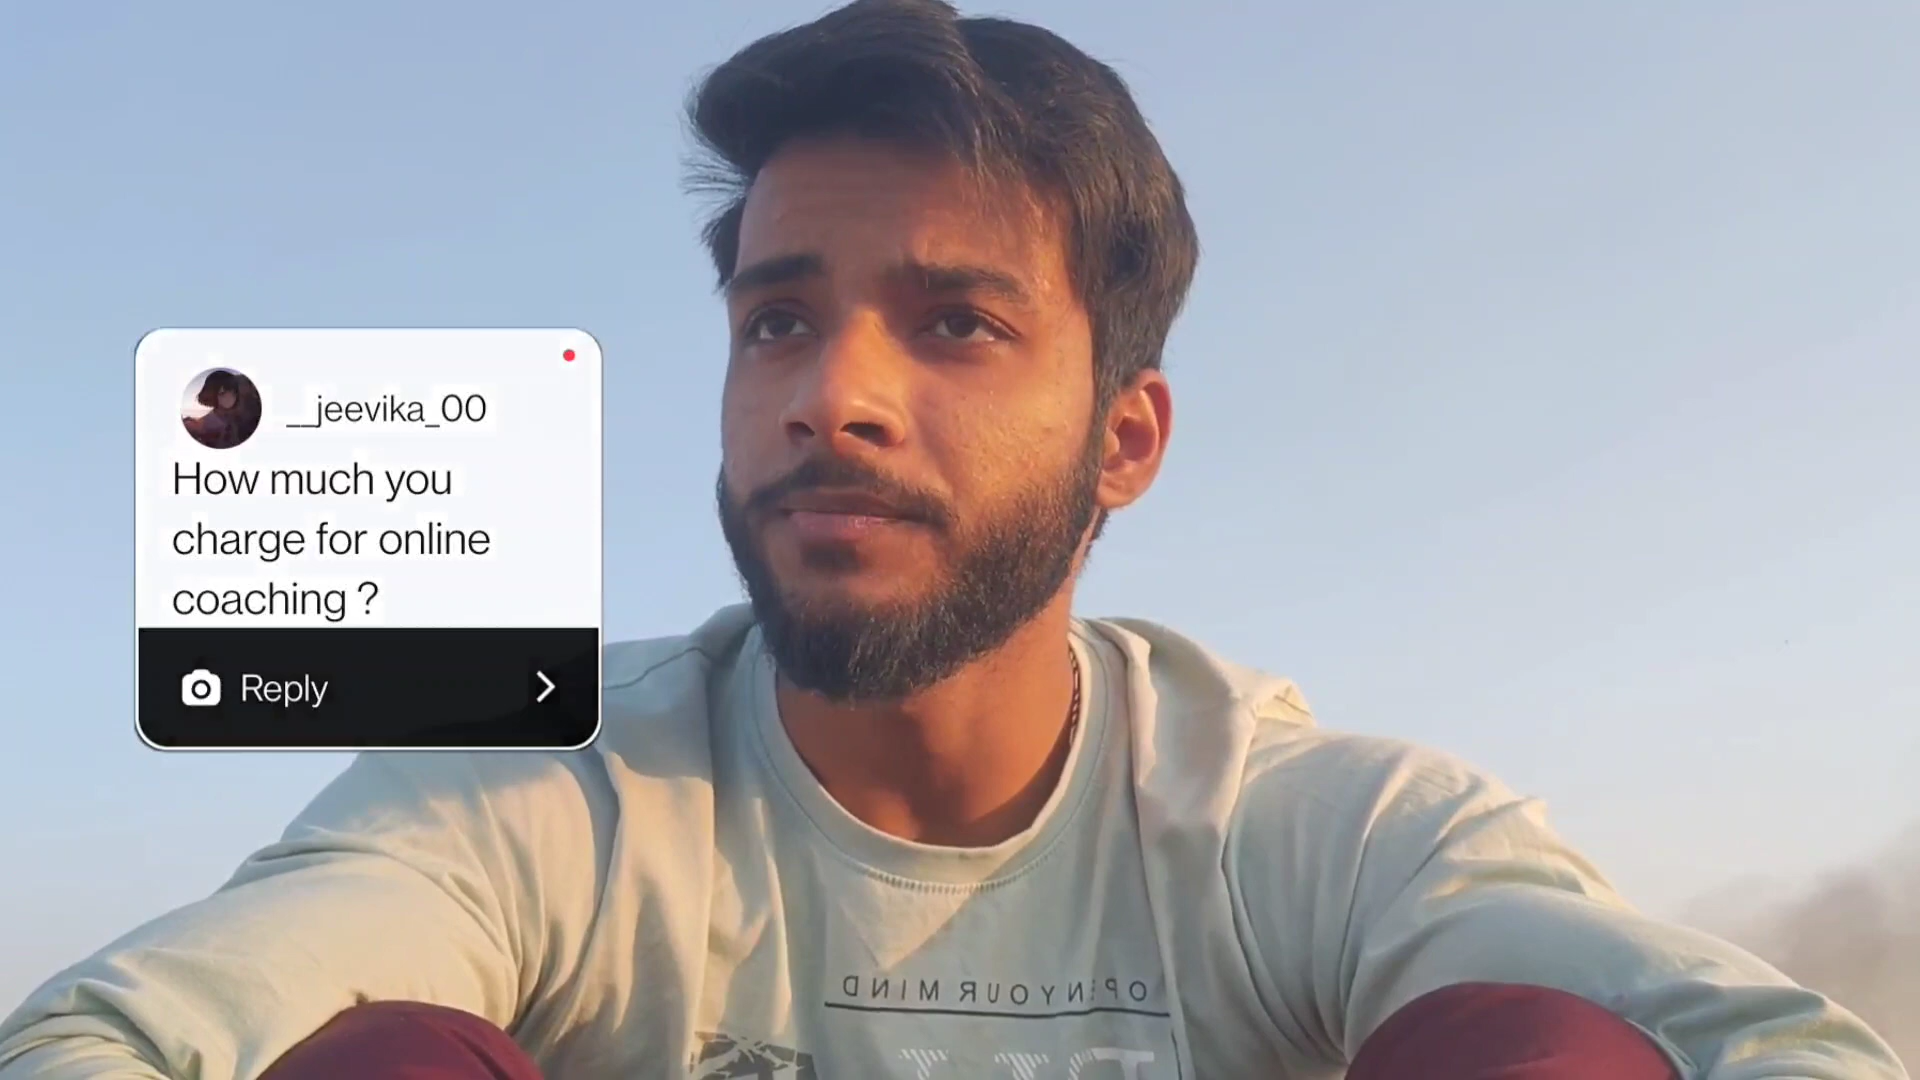 __jeevika_00
How much you
charge for online
coaching ?
Reply
OPEN YOUR MIND